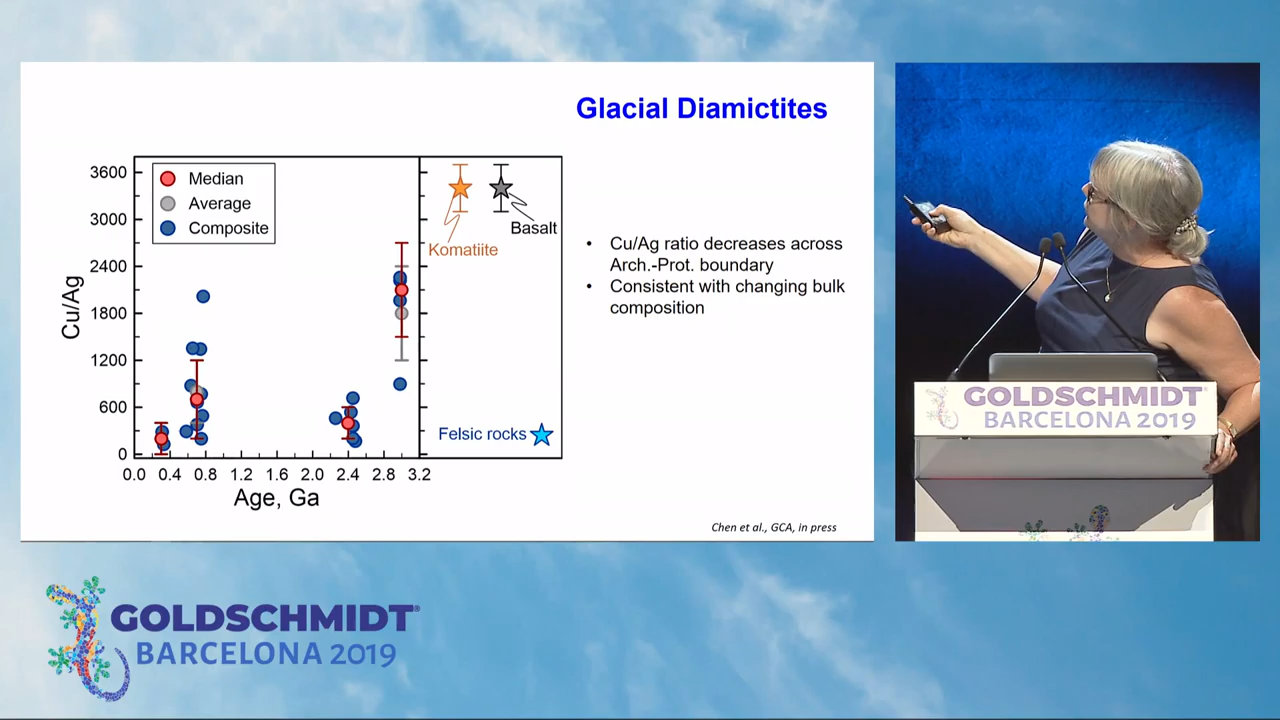 Glacial Diamictites
3600
3000
2400
1800
1200
600
0
Cu/Ag
Median
Average
Composite
Komatiite
Basalt
Felsic rocks
0.0 0.4 0.8 1.2 1.6 2.0 2.4 2.8 3.2
Age, Ga
• Cu/Ag ratio decreases across
Arch.-Prot. boundary
• Consistent with changing bulk
composition
Chen et al., GCA, in press
GOLDSCHMIDT®
BARCELONA 2019
GOLDSCHMIDT®
BARCELONA 2019